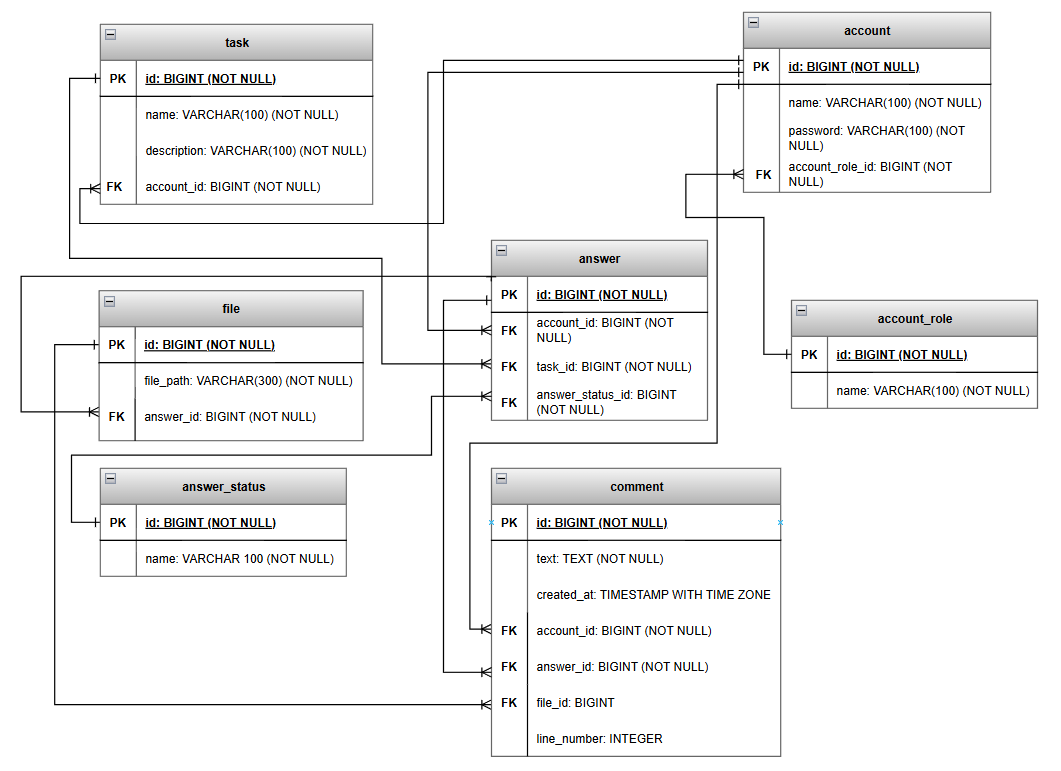 task
PK id: BIGINT (NOT NULL)
name: VARCHAR(100) (NOT NULL)
description: VARCHAR(100) (NOT NULL)
FK account_id: BIGINT (NOT NULL)
account
PK id: BIGINT (NOT NULL)
name: VARCHAR(100) (NOT NULL)
password: VARCHAR(100) (NOT
NULL)
FK account_role_id: BIGINT (NOT
NULL)
answer
PK id: BIGINT (NOT NULL)
FK account_id: BIGINT (NOT
NULL)
FK task_id: BIGINT (NOT NULL)
FK answer_status_id: BIGINT
(NOT NULL)
file
PK id: BIGINT (NOT NULL)
file_path: VARCHAR(300) (NOT NULL)
FK answer_id: BIGINT (NOT NULL)
account_role
PK id: BIGINT (NOT NULL)
name: VARCHAR(100) (NOT NULL)
answer_status
PK id: BIGINT (NOT NULL)
name: VARCHAR 100 (NOT NULL)
comment
PK id: BIGINT (NOT NULL)
text: TEXT (NOT NULL)
created_at: TIMESTAMP WITH TIME ZONE
FK account_id: BIGINT (NOT NULL)
FK answer_id: BIGINT (NOT NULL)
FK file_id: BIGINT
line_number: INTEGER